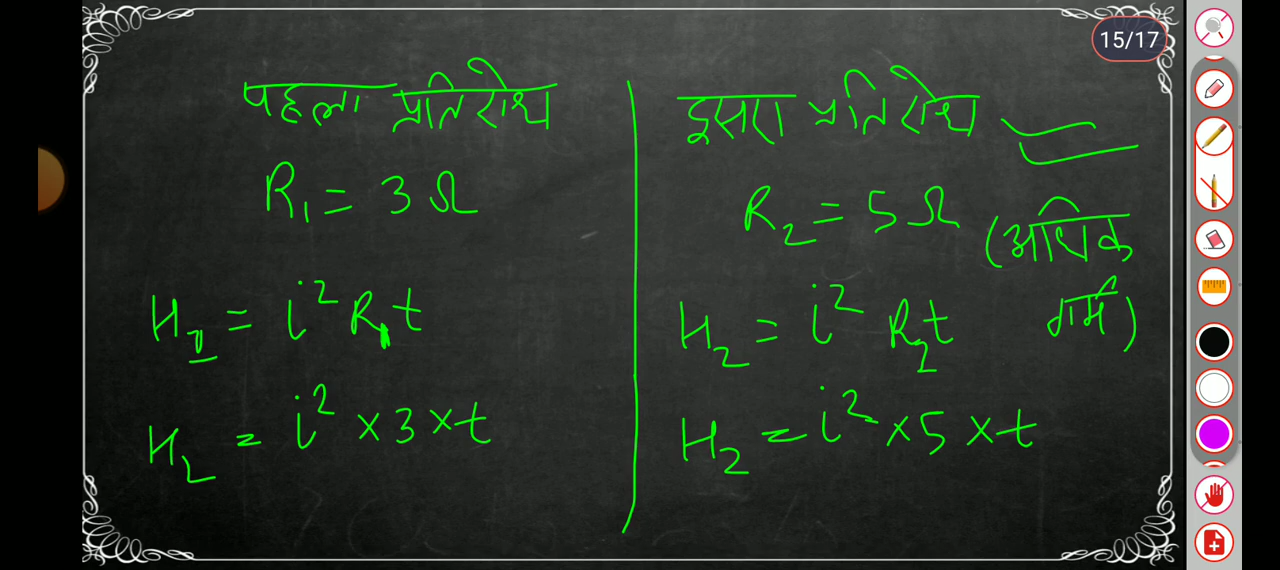 15/17
पहला प्रतिरोध
R₁ = 3 Ω
H₁ = i² R₁ t
H₂ = i² × 3 × t
दूसरा प्रतिरोध
R₂ = 5 Ω (अधिक गर्म)
H₂ = i² R₂ t
H₂ = i² × 5 × t